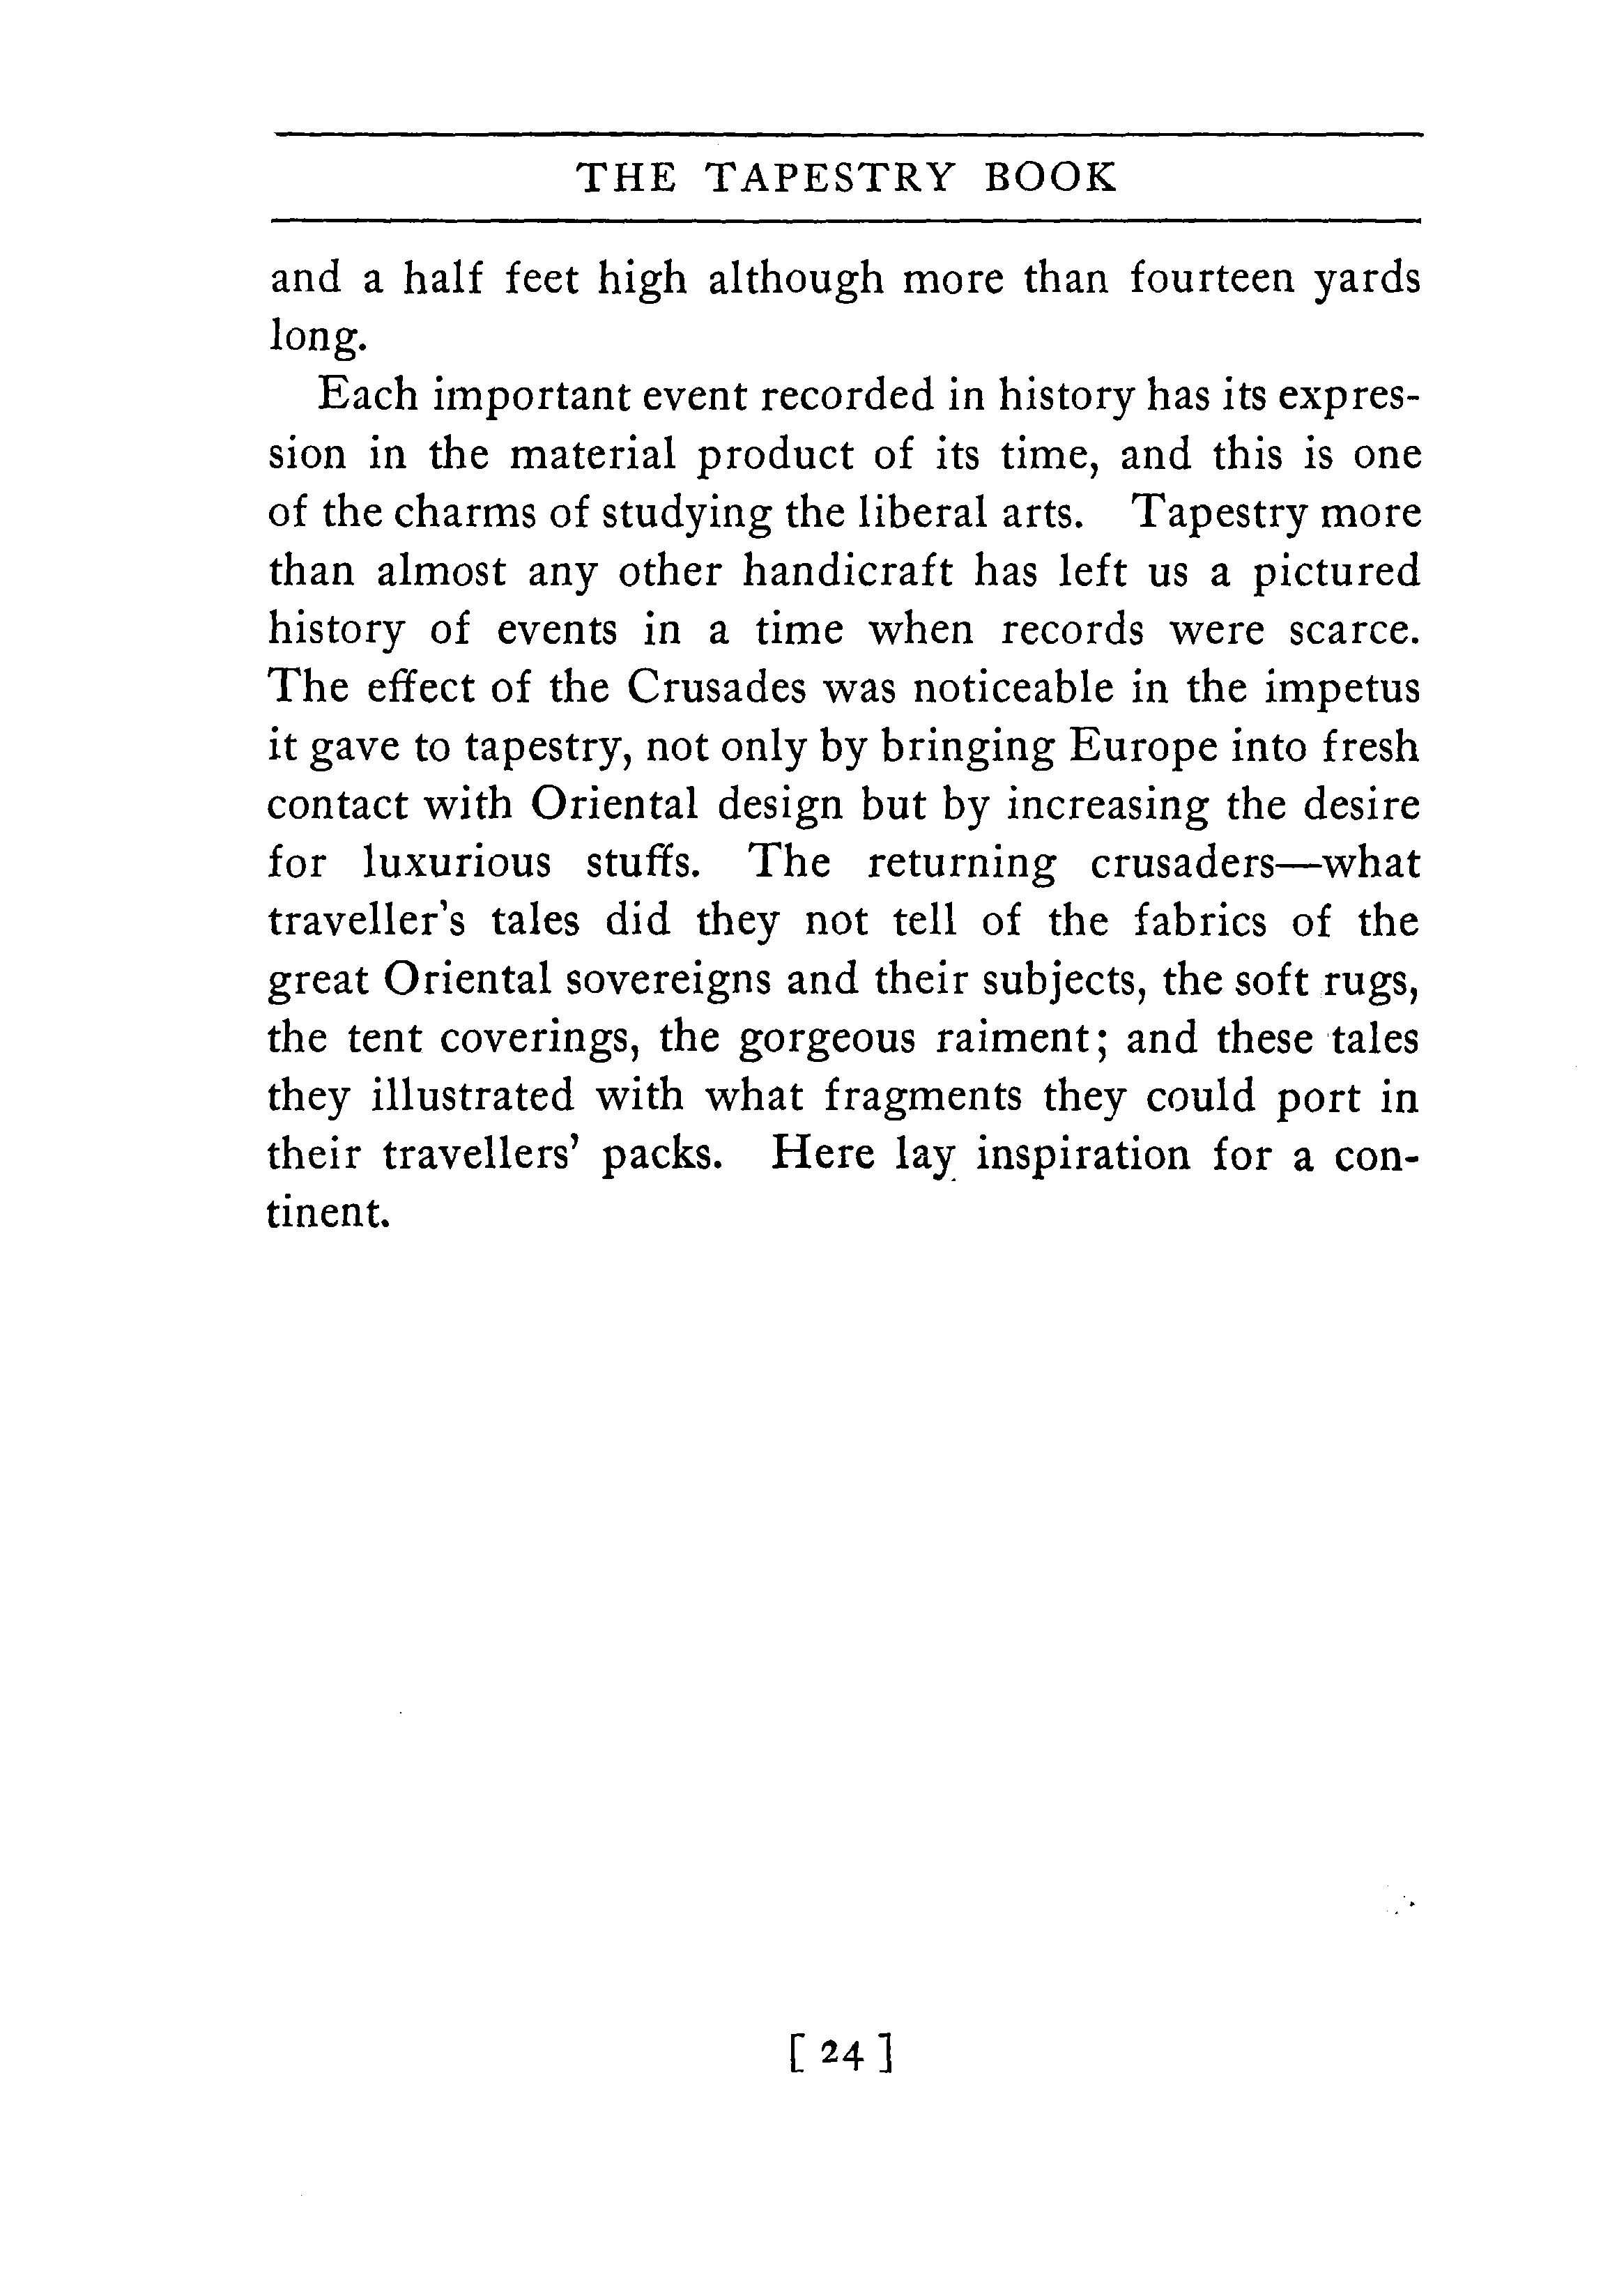 THE TAPESTRY BOOK
and a half feet high although more than fourteen yards
long.
Each important event recorded in history has its expres-
sion in the material product of its time, and this is one
of the charms of studying the liberal arts. Tapestry more
than almost any other handicraft has left us a pictured
history of events in a time when records were scarce.
The effect of the Crusades was noticeable in the impetus
it gave to tapestry, not only by bringing Europe into fresh
contact with Oriental design but by increasing the desire
for luxurious stuffs. The returning crusaders—what
traveller's tales did they not tell of the fabrics of the
great Oriental sovereigns and their subjects, the soft rugs,
the tent coverings, the gorgeous raiment; and these tales
they illustrated with what fragments they could port in
their travellers' packs. Here lay inspiration for a con-
tinent.
[ 24 ]